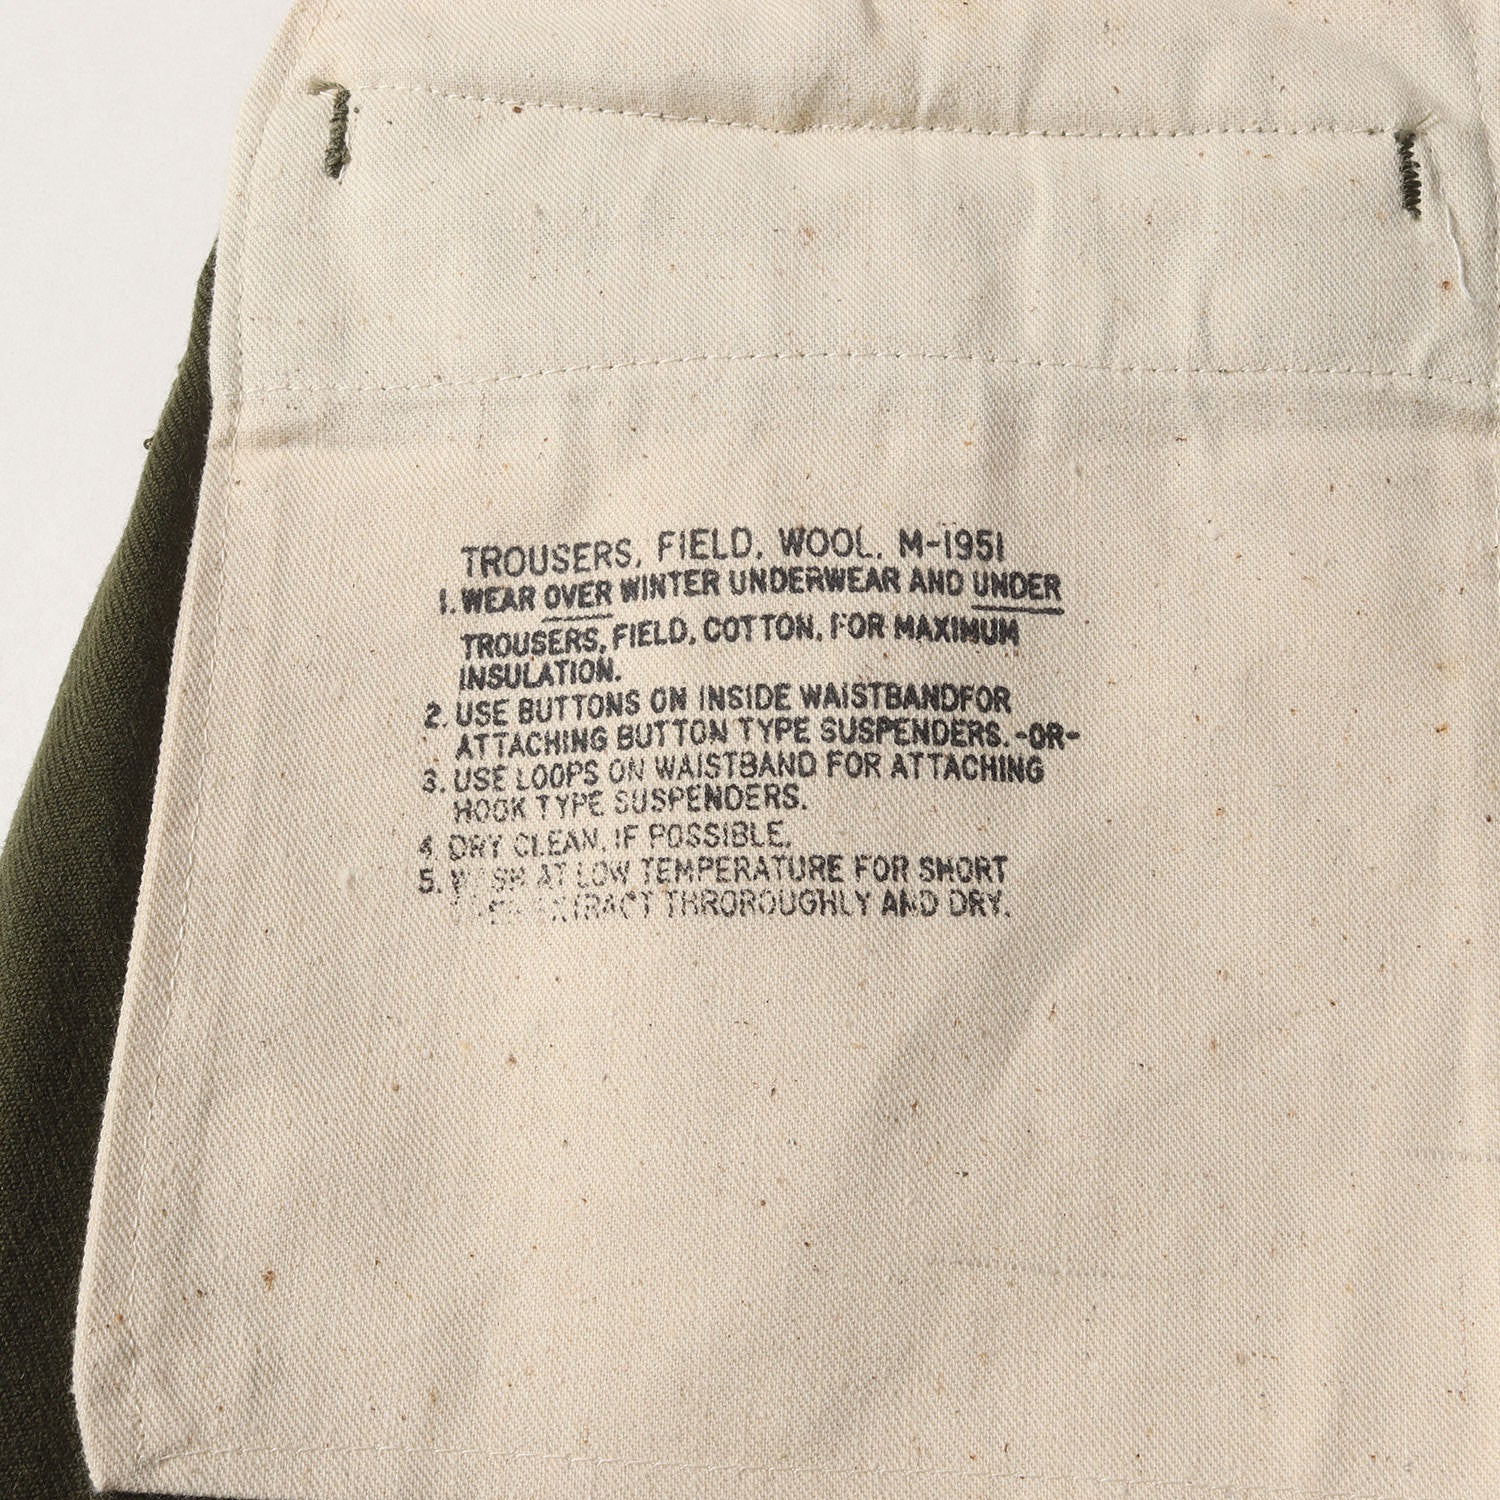 TROUSERS, FIELD, WOOL, M-1951
1. WEAR OVER WINTER UNDERWEAR AND UNDER
TROUSERS, FIELD, COTTON, FOR MAXIMUM
INSULATION.
2. USE BUTTONS ON INSIDE WAISTBANDFOR
ATTACHING BUTTON TYPE SUSPENDERS. -OR-
3. USE LOOPS ON WAISTBAND FOR ATTACHING
HOOK TYPE SUSPENDERS.
4. DRY CLEAN, IF POSSIBLE.
5. WASH AT LOW TEMPERATURE FOR SHORT
EXTRACT THROROUGHLY AND DRY.